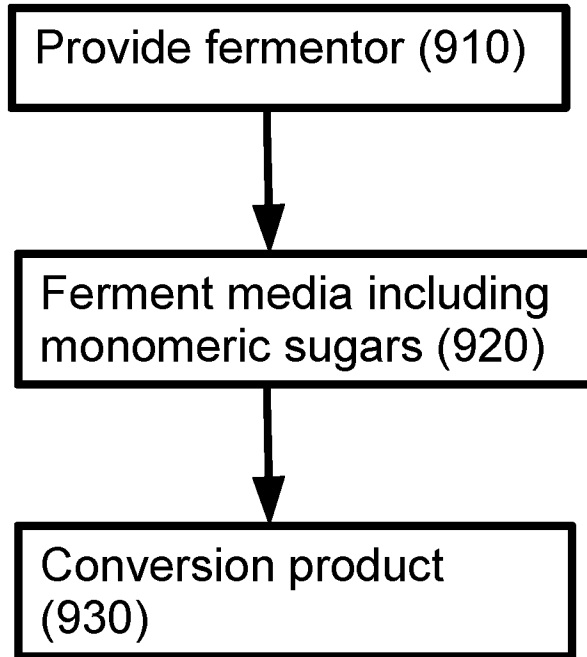 Provide fermentor (910)
Ferment media including
monomeric sugars (920)
Conversion product
(930)